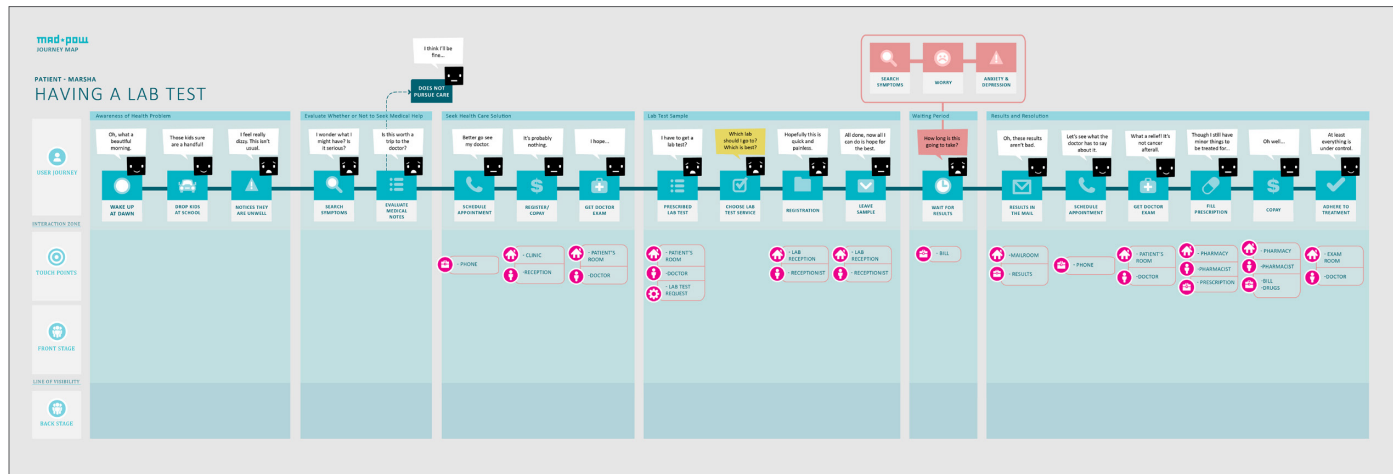 mad*pow
JOURNEY MAP
PATIENT - MARSHA
HAVING A LAB TEST
I think I'll be
fine...
DOES NOT
PURSUE CARE
SEARCH
SYMPTOMS
WORRY
ANXIETY &
DEPRESSION
Awareness of Health Problem
Evaluate Whether or Not to Seek Medical Help
Seek Health Care Solution
Lab Test Sample
Waiting Period
Results and Resolution
USER JOURNEY
Oh, what a
beautiful
morning.
WAKE UP
AT DAWN
Those kids sure
are a handful!
DROP KIDS
AT SCHOOL
I feel really
dizzy. This isn't
usual.
NOTICES THEY
ARE UNWELL
I wonder what I
might have? Is
it serious?
SEARCH
SYMPTOMS
Is this worth a
trip to the
doctor?
EVALUATE
MEDICAL
NOTES
Better go see
my doctor.
SCHEDULE
APPOINTMENT
It's probably
nothing.
$
REGISTER/
COPAY
I hope...
GET DOCTOR
EXAM
I have to get a
lab test?
PRESCRIBED
LAB TEST
Which lab
should I go to?
Which is best?
CHOOSE LAB
TEST SERVICE
Hopefully this is
quick and
painless.
REGISTRATION
All done, now all I
can do is hope for
the best.
LEAVE
SAMPLE
How long is this
going to take?
WAIT FOR
RESULTS
Oh, these results
aren't bad.
RESULTS IN
THE MAIL
Let's see what the
doctor has to say
about it.
SCHEDULE
APPOINTMENT
What a relief! It's
not cancer
afterall.
GET DOCTOR
EXAM
Though I still have
minor things to
be treated for...
FILL
PRESCRIPTION
Oh well...
$
COPAY
At least
everything is
under control.
ADHERE TO
TREATMENT
INTERACTION ZONE
TOUCH POINTS
- PHONE
- CLINIC
-RECEPTION
- PATIENT'S
ROOM
-DOCTOR
- PATIENT'S
ROOM
-DOCTOR
- LAB TEST
REQUEST
- LAB
RECEPTION
- RECEPTIONIST
- LAB
RECEPTION
- RECEPTIONIST
- BILL
-MAILROOM
- RESULTS
- PHONE
- PATIENT'S
ROOM
-DOCTOR
- PHARMACY
-PHARMACIST
- PRESCRIPTION
- PHARMACY
-PHARMACIST
-BILL
-DRUGS
- EXAM
ROOM
-DOCTOR
FRONT STAGE
LINE OF VISIBILITY
BACK STAGE